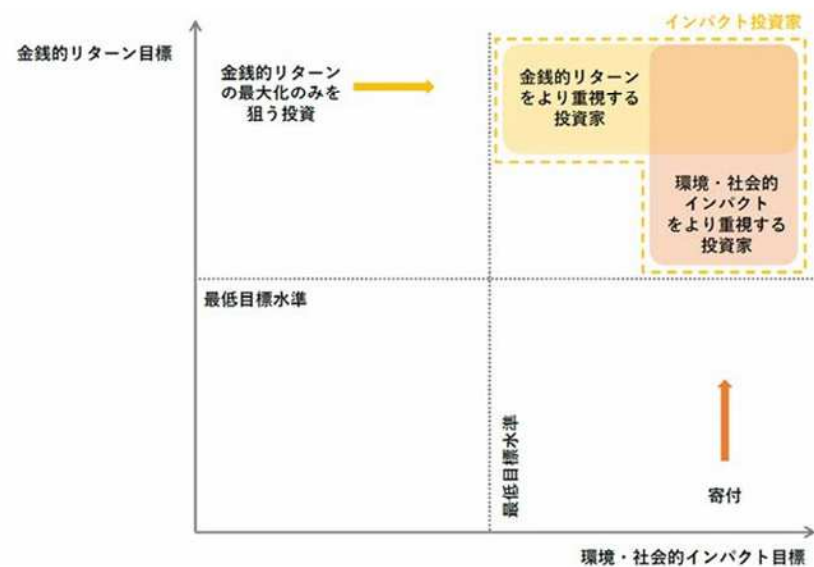 インパクト投資家
金銭的リターン目標
金銭的リターン
の最大化のみを
狙う投資
金銭的リターン
をより重視する
投資家
環境・社会的
インパクト
をより重視する
投資家
最低目標水準
最低目標水準
寄付
環境・社会的インパクト目標